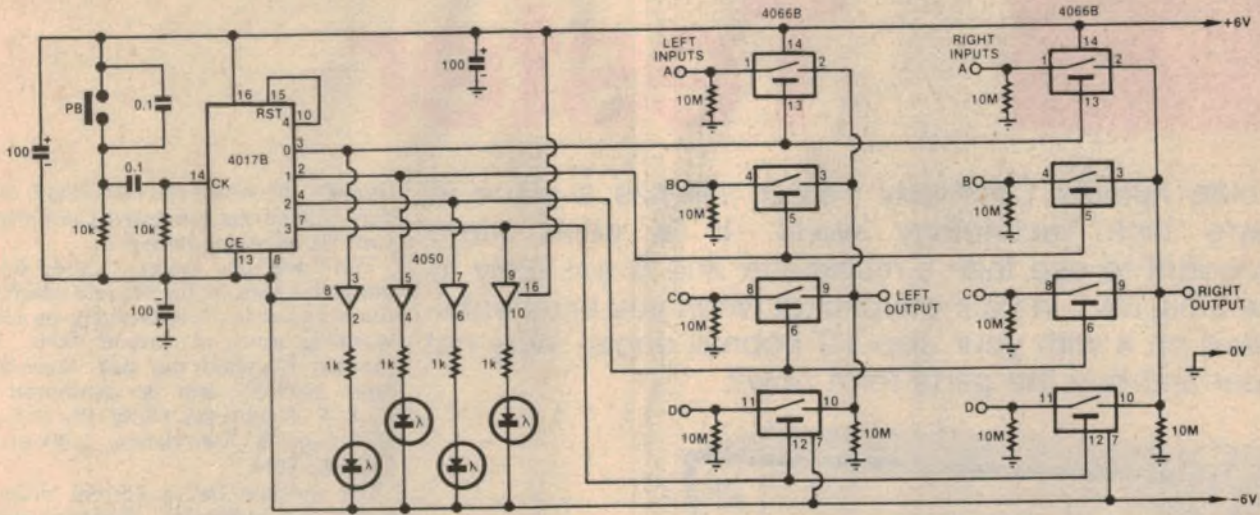 4066B
4066B
+6V
LEFT
INPUTS
RIGHT
INPUTS
100
+
-
PB
0.1
0.1
10k
10k
100
+
-
100
+
-
16
15
RST
4
10
4017B
14
CK
CE
13
8
0
3
1
2
2
4
3
7
4050
8
3
5
7
9
16
2
4
6
10
1k
1k
1k
1k
λ
λ
λ
λ
A
1
14
2
13
10M
B
4
3
5
10M
C
8
9
6
10M
LEFT
OUTPUT
D
11
10
12
7
10M
10M
A
1
14
2
13
10M
B
4
3
5
10M
C
8
9
6
10M
RIGHT
OUTPUT
0V
D
11
10
12
7
10M
10M
-6V